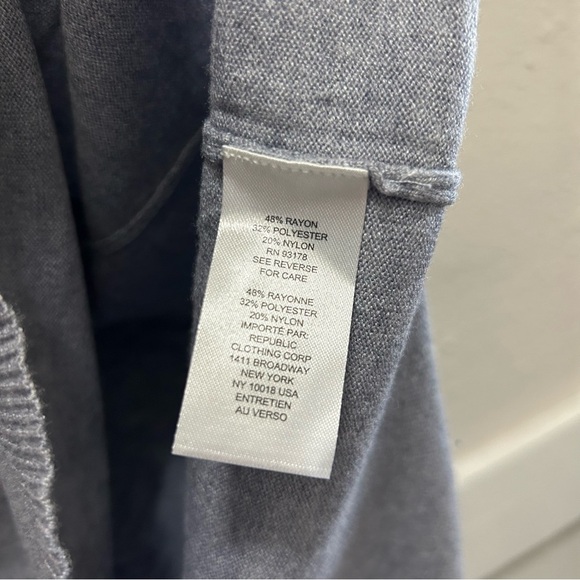 48% RAYON
32% POLYESTER
20% NYLON
RN 93178
SEE REVERSE
FOR CARE
48% RAYONNE
32% POLYESTER
20% NYLON
IMPORTÉ PAR:
REPUBLIC
CLOTHING CORP
1411 BROADWAY
NEW YORK
NY 10018 USA
ENTRETIEN
AU VERSO